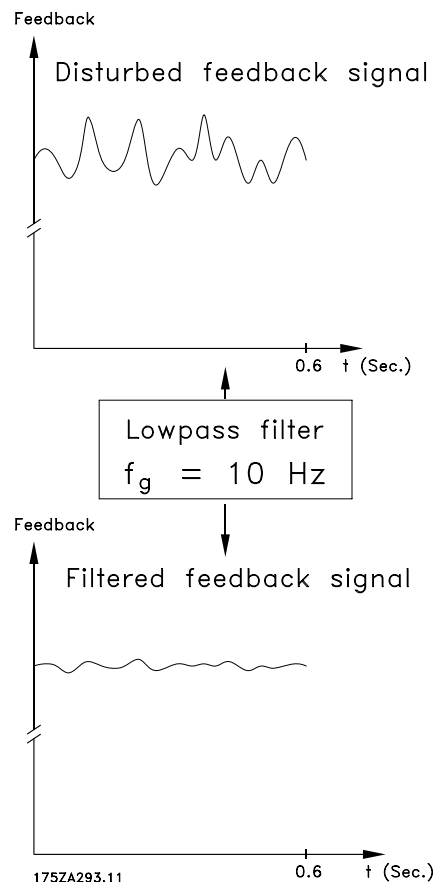 Feedback
Disturbed feedback signal
0.6 t (Sec.)
Lowpass filter
fg = 10 Hz
Feedback
Filtered feedback signal
175ZA293.11
0.6 t (Sec.)